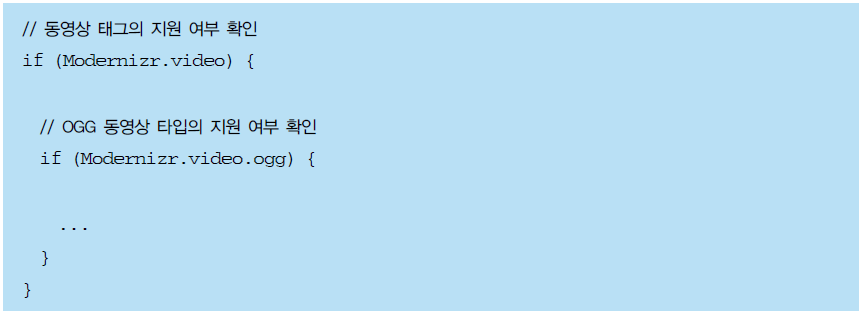 // 동영상 태그의 지원 여부 확인
if (Modernizr.video) {
// OGG 동영상 타입의 지원 여부 확인
if (Modernizr.video.ogg) {
...
}
}